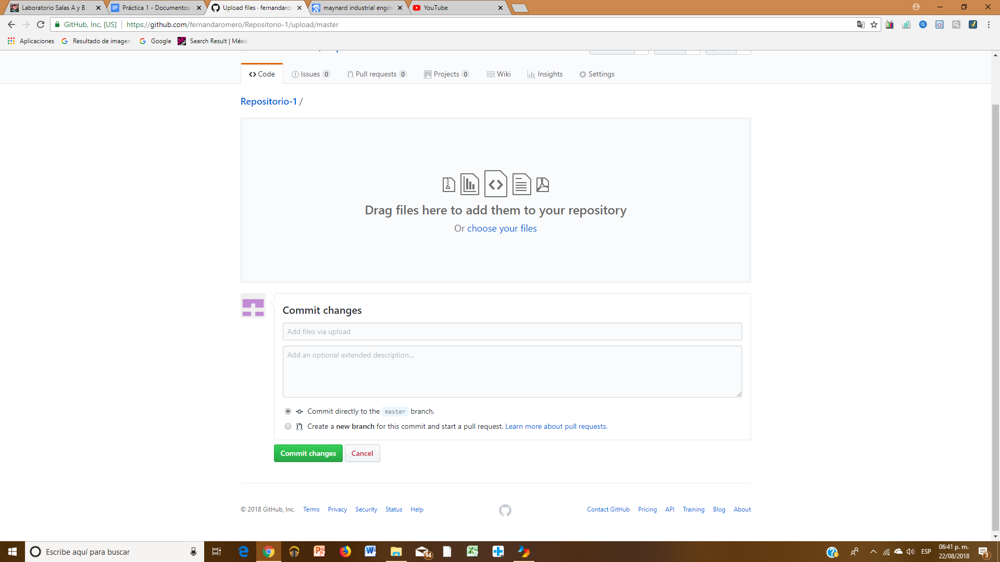 Laboratorio Salas A y B
Práctica 1 - Documentos
Upload files · fernandaro
maynard industrial engin
YouTube
GitHub, Inc. [US]
https://github.com/fernandaromero/Repositorio-1/upload/master
Aplicaciones
Resultado de imagen
Google
Search Result | Méxic
Code
Issues 0
Pull requests 0
Projects 0
Wiki
Insights
Settings
Repositorio-1 /
Drag files here to add them to your repository
Or choose your files
Commit changes
Add files via upload
Add an optional extended description...
Commit directly to the master branch.
Create a new branch for this commit and start a pull request. Learn more about pull requests.
Commit changes
Cancel
© 2018 GitHub, Inc.
Terms
Privacy
Security
Status
Help
Contact GitHub
Pricing
API
Training
Blog
About
Escribe aquí para buscar
14
ESP
06:41 p. m.
22/08/2018
3